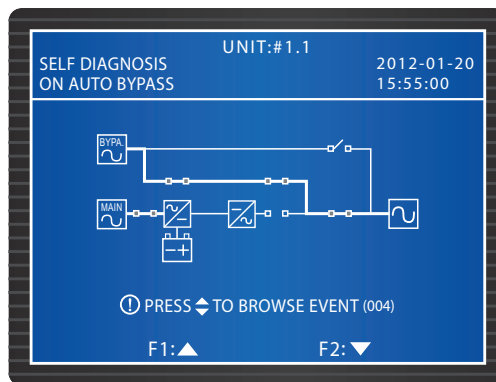 UNIT:#1.1
SELF DIAGNOSIS
2012-01-20
ON AUTO BYPASS
15:55:00
BYPA.
MAIN
PRESS TO BROWSE EVENT (004)
F1:
F2: